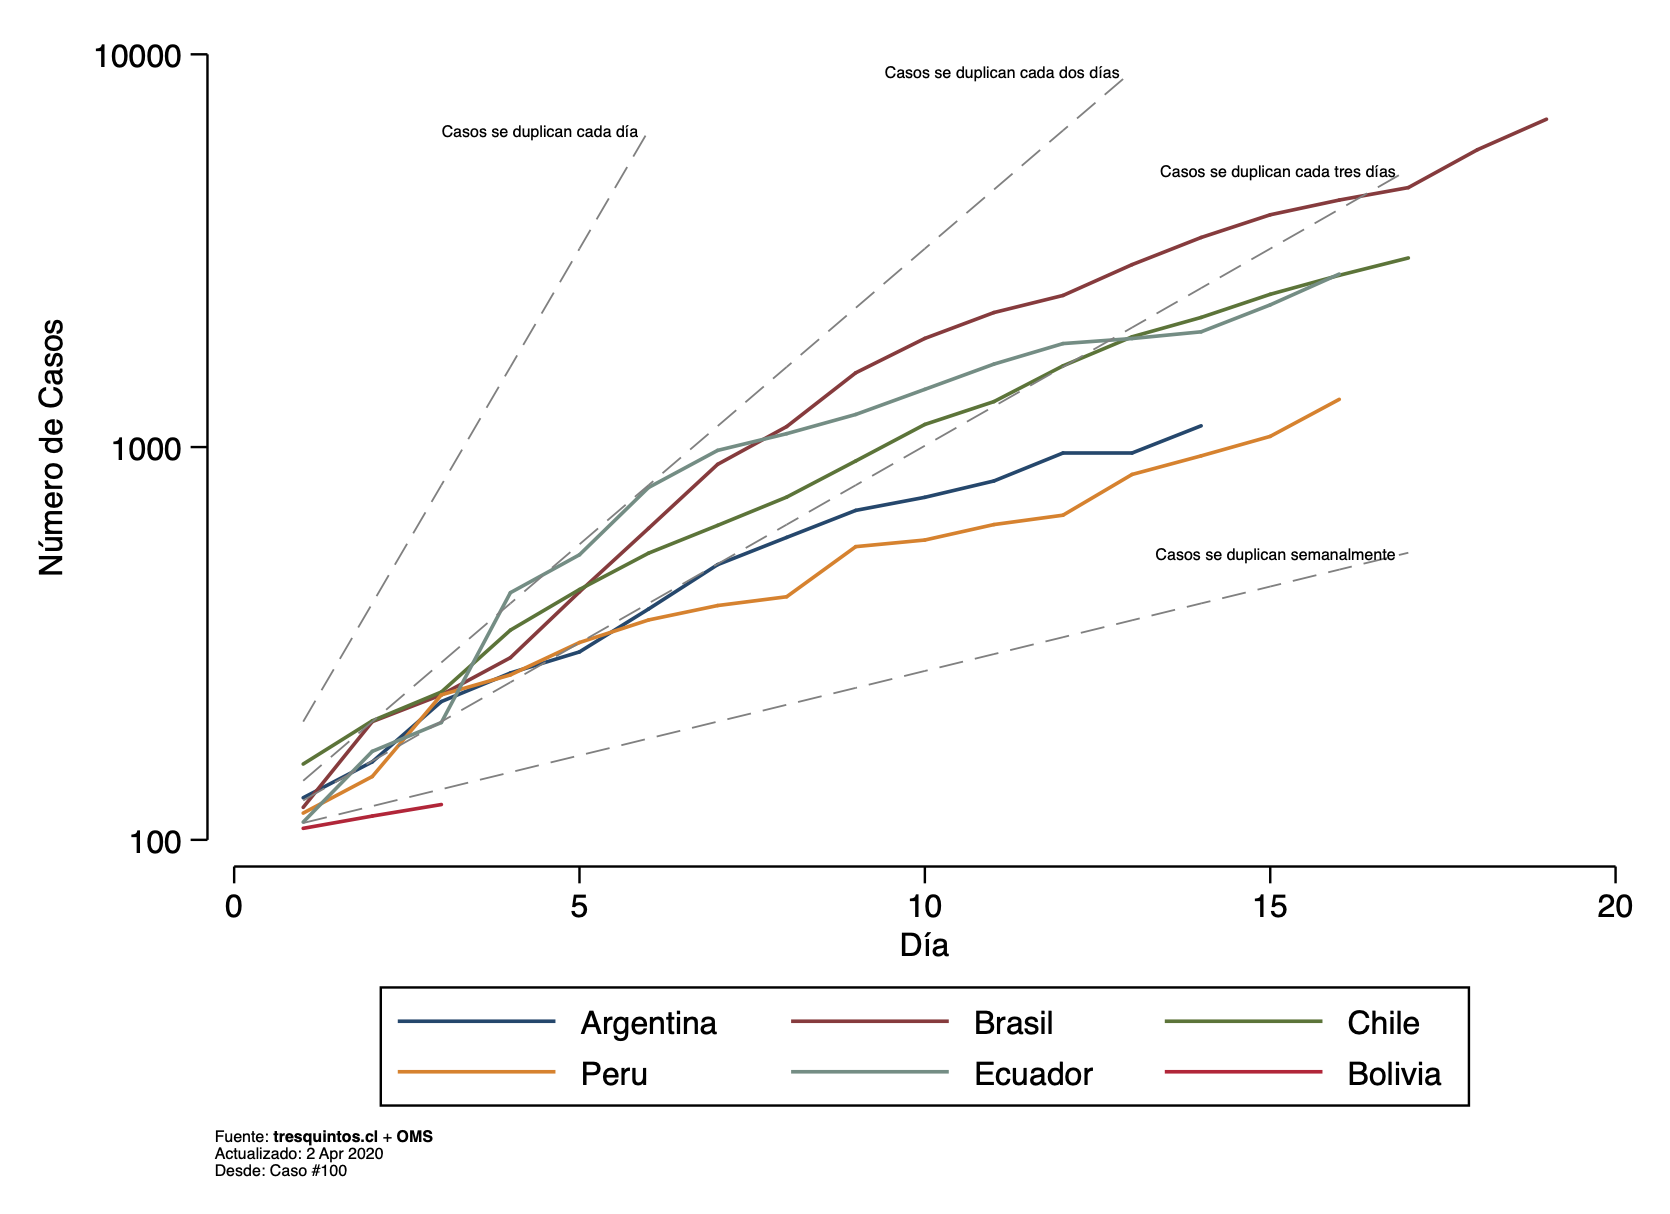 10000
Casos se duplican cada dos días
Casos se duplican cada día
Casos se duplican cada tres días
Número de Casos
1000
Casos se duplican semanalmente
100
0 5 10 15 20
Día
Argentina Brasil Chile
Peru Ecuador Bolivia
Fuente: tresquintos.cl + OMS
Actualizado: 2 Apr 2020
Desde: Caso #100